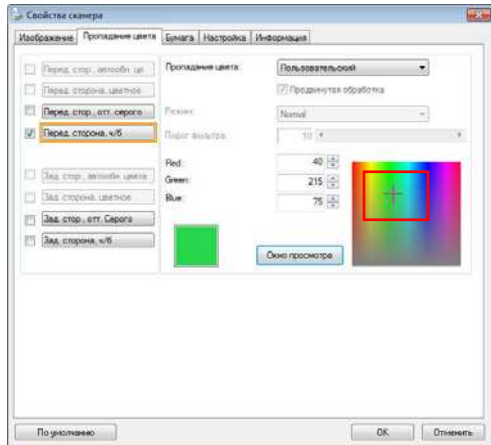 Свойства сканера
Изображение Пропадание цвета Бумага Настройка Информация
Перед. стор., автообн. цв
Перед. сторона, цветное
Перед. стор., отт. серого
Перед. сторона, ч/б
Зад. стор., автообн. цвета
Зад. сторона, цветное
Зад. стор., отт. Серого
Зад. сторона, ч/б
Пропадание цвета: Пользовательский
Продвинутая обработка
Режим: Normal
Порог фильтра: 10
Red: 40
Green: 215
Blue: 75
Окно просмотра
По умолчанию OK Отменить